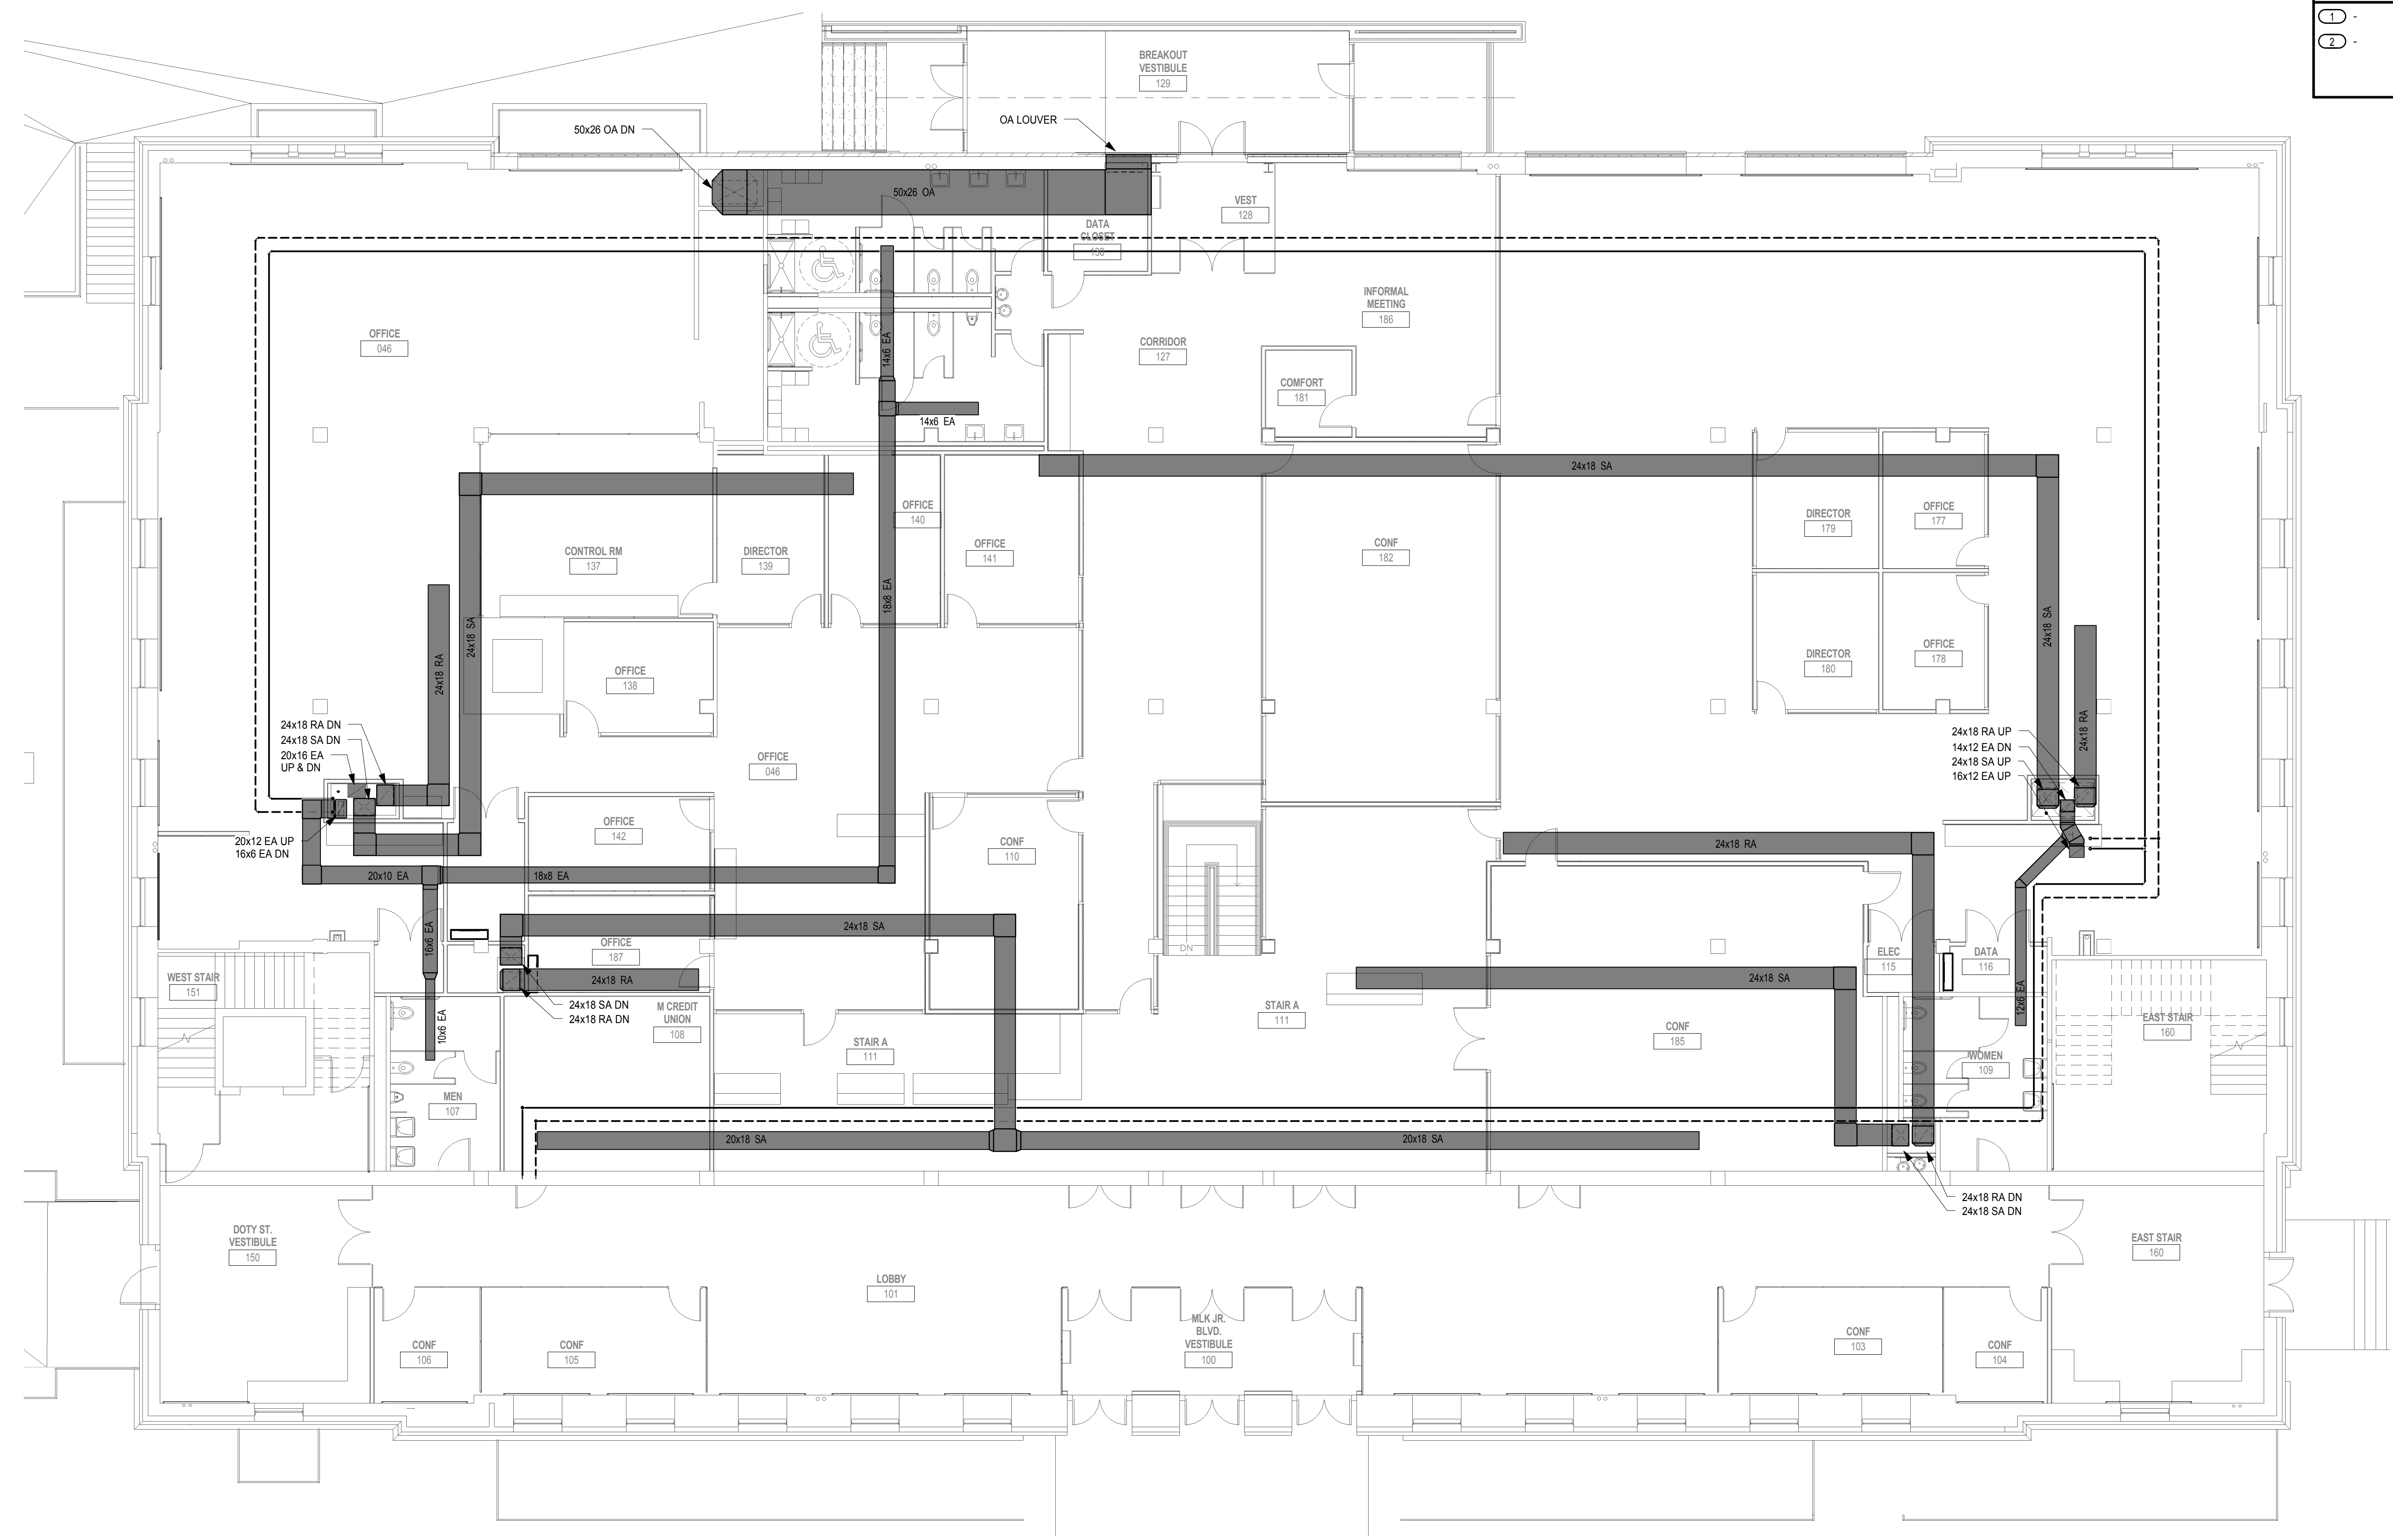 1 -
2 -
BREAKOUT
VESTIBULE
129
50x26 OA DN
OA LOUVER
50x26 OA
VEST
128
DATA
CLOSET
130
OFFICE
046
INFORMAL
MEETING
186
CORRIDOR
127
14x6 EA
COMFORT
181
14x6 EA
24x18 SA
OFFICE
140
OFFICE
141
CONTROL RM
137
DIRECTOR
139
CONF
182
DIRECTOR
179
OFFICE
177
18x8 EA
24x18 SA
24x18 RA
24x18 SA
24x18 RA
OFFICE
138
DIRECTOR
180
OFFICE
178
24x18 RA DN
24x18 SA DN
20x16 EA
UP & DN
OFFICE
046
24x18 RA UP
14x12 EA DN
24x18 SA UP
16x12 EA UP
20x12 EA UP
16x6 EA DN
OFFICE
142
CONF
110
24x18 RA
20x10 EA
18x8 EA
16x6 EA
24x18 SA
OFFICE
187
24x18 RA
DN
WEST STAIR
151
24x18 SA DN
24x18 RA DN
M CREDIT
UNION
108
STAIR A
111
24x18 SA
ELEC
115
DATA
116
12x6 EA
EAST STAIR
160
10x6 EA
STAIR A
111
CONF
185
WOMEN
109
MEN
107
20x18 SA
20x18 SA
24x18 RA DN
24x18 SA DN
DOTY ST.
VESTIBULE
150
EAST STAIR
160
LOBBY
101
CONF
106
CONF
105
MLK JR.
BLVD.
VESTIBULE
100
CONF
103
CONF
104